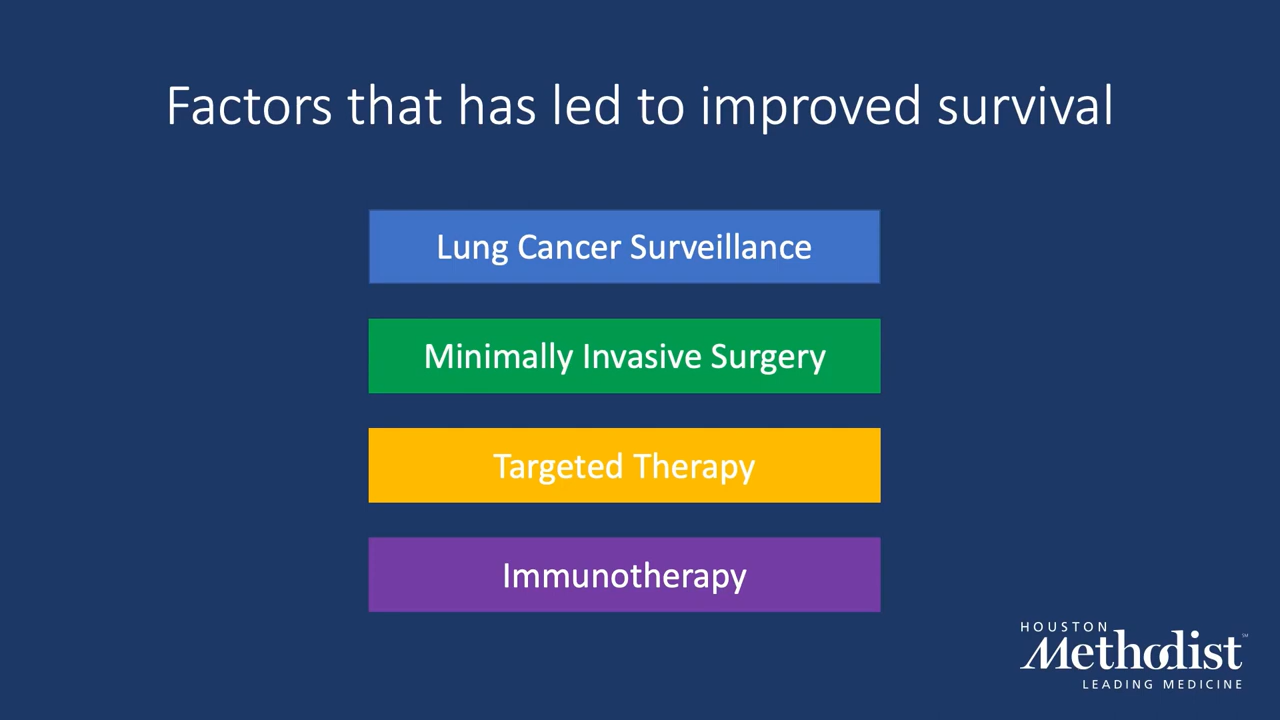 Factors that has led to improved survival
Lung Cancer Surveillance
Minimally Invasive Surgery
Targeted Therapy
Immunotherapy
HOUSTON
Methodist™
LEADING MEDICINE